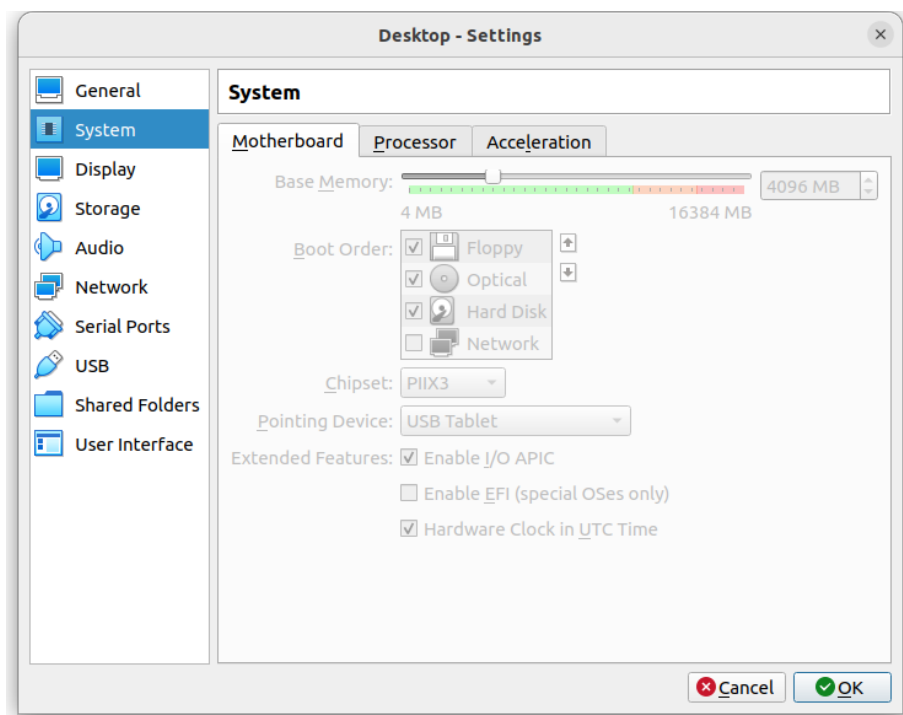 Desktop - Settings
General
System
Display
Storage
Audio
Network
Serial Ports
USB
Shared Folders
User Interface
System
Motherboard Processor Acceleration
Base Memory: 4096 MB
4 MB 16384 MB
Boot Order: Floppy
Optical
Hard Disk
Network
Chipset: PIIX3
Pointing Device: USB Tablet
Extended Features: Enable I/O APIC
Enable EFI (special OSes only)
Hardware Clock in UTC Time
Cancel OK